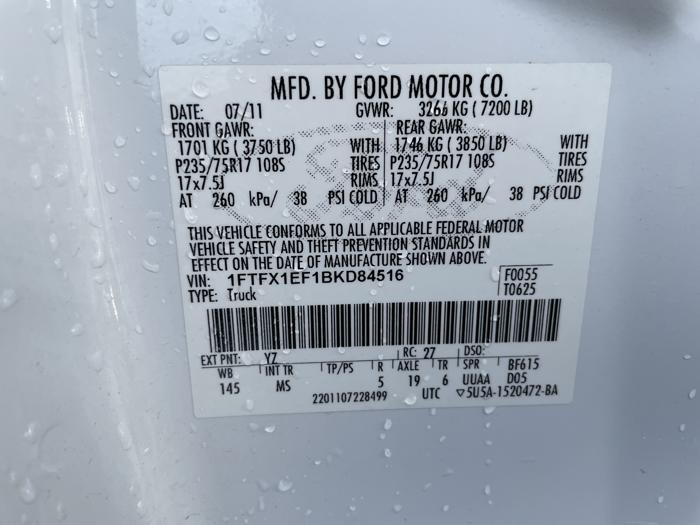 MFD. BY FORD MOTOR CO.
DATE: 07/11 GVWR: 3266 KG ( 7200 LB)
FRONT GAWR: REAR GAWR:
1701 KG ( 3750 LB) WITH 1746 KG ( 3850 LB) WITH
P235/75R17 108S TIRES P235/75R17 108S TIRES
17x7.5J RIMS 17x7.5J RIMS
AT 260 kPa/ 38 PSI COLD AT 260 kPa/ 38 PSI COLD
THIS VEHICLE CONFORMS TO ALL APPLICABLE FEDERAL MOTOR
VEHICLE SAFETY AND THEFT PREVENTION STANDARDS IN
EFFECT ON THE DATE OF MANUFACTURE SHOWN ABOVE.
VIN: 1FTFX1EF1BKD84516 F0055
TYPE: Truck T0625
EXT PNT: YZ RC: 27 DSO:
WB INT TR TP/PS R AXLE TR SPR BF615
145 MS 5 19 6 UUAA D05
2201107228499 UTC ▽5U5A-1520472-BA